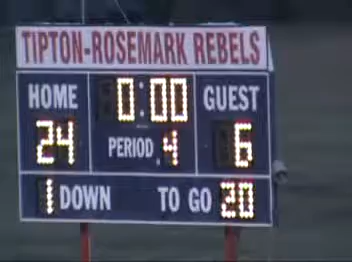 TIPTON-ROSEMARK REBELS
HOME 0:00 GUEST
24 PERIOD .4 6
1 DOWN TO GO 20